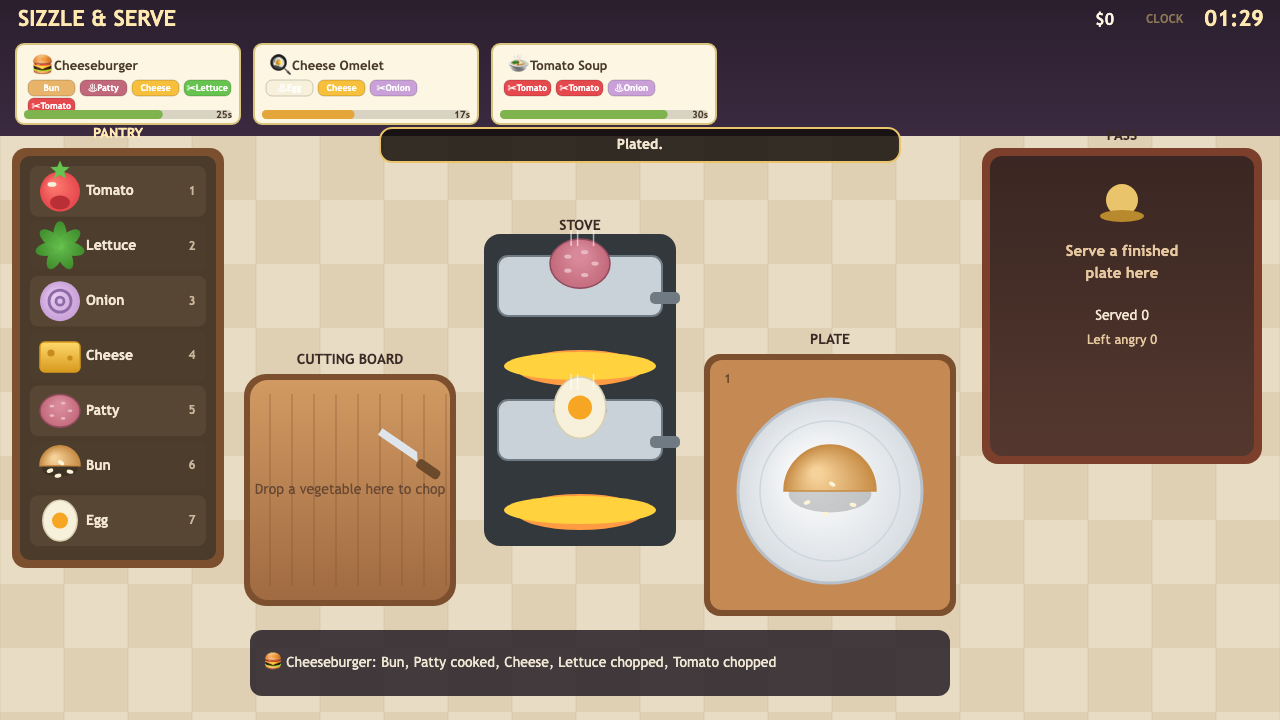 SIZZLE & SERVE
$0 CLOCK 01:29
Cheeseburger
Bun Patty Cheese Lettuce
Tomato
25s
Cheese Omelet
Egg Cheese Onion
17s
Tomato Soup
Tomato Tomato Onion
30s
PANTRY
Plated.
PASS
Tomato 1
Lettuce 2
Onion 3
Cheese 4
Patty 5
Bun 6
Egg 7
STOVE
CUTTING BOARD
Drop a vegetable here to chop
PLATE
1
Serve a finished
plate here
Served 0
Left angry 0
Cheeseburger: Bun, Patty cooked, Cheese, Lettuce chopped, Tomato chopped